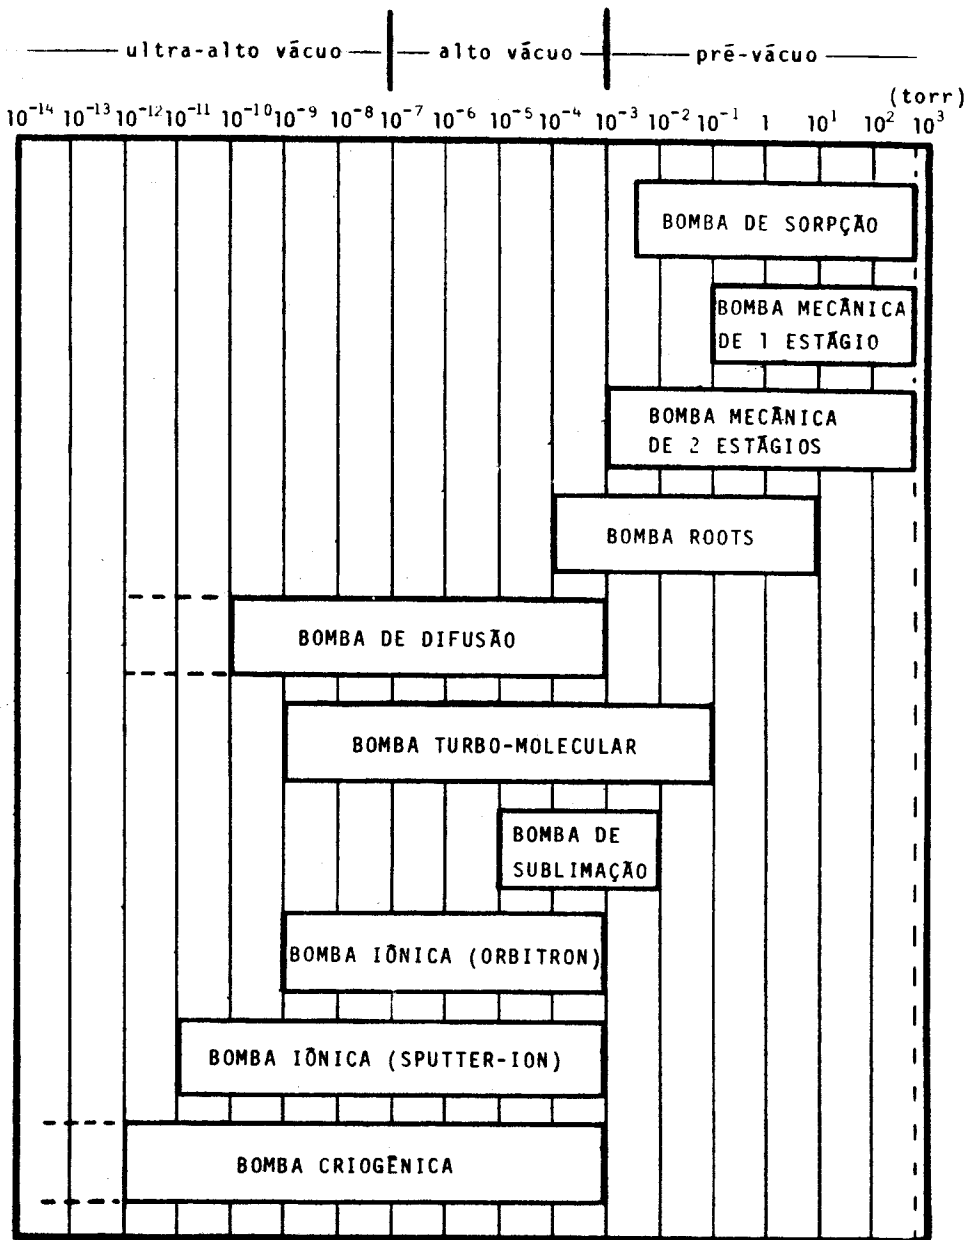 ultra-alto vácuo alto vácuo pré-vácuo
(torr)
10⁻¹⁴ 10⁻¹³ 10⁻¹² 10⁻¹¹ 10⁻¹⁰ 10⁻⁹ 10⁻⁸ 10⁻⁷ 10⁻⁶ 10⁻⁵ 10⁻⁴ 10⁻³ 10⁻² 10⁻¹ 1 10¹ 10² 10³
BOMBA DE SORPÇÃO
BOMBA MECÂNICA
DE 1 ESTÁGIO
BOMBA MECÂNICA
DE 2 ESTÁGIOS
BOMBA ROOTS
BOMBA DE DIFUSÃO
BOMBA TURBO-MOLECULAR
BOMBA DE
SUBLIMAÇÃO
BOMBA IÔNICA (ORBITRON)
BOMBA IÔNICA (SPUTTER-ION)
BOMBA CRIOGÊNICA